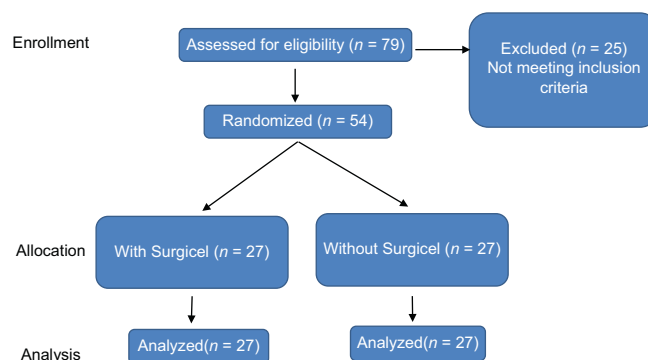 Enrollment
Assessed for eligibility (n = 79)
Excluded (n = 25)
Not meeting inclusion
criteria
Randomized (n = 54)
Allocation
With Surgicel (n = 27)
Without Surgicel (n = 27)
Analysis
Analyzed(n = 27)
Analyzed(n = 27)